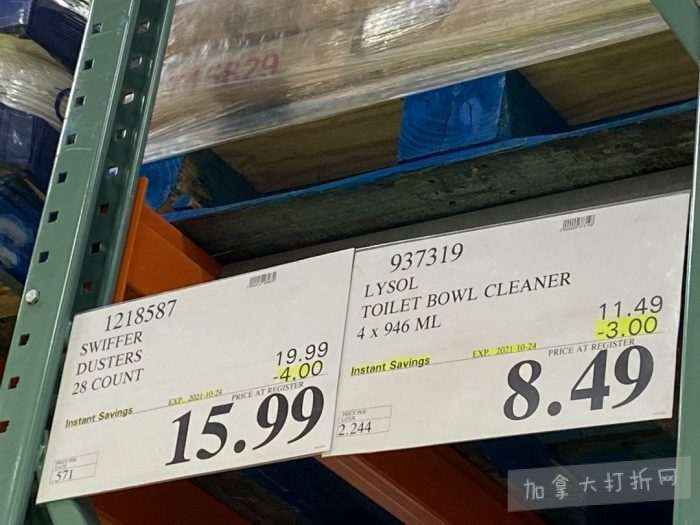 1218587
SWIFFER
DUSTERS
28 COUNT
19.99
-4.00
Instant Savings
EXP. 2021-10-24
PRICE AT REGISTER
15.99
571
937319
LYSOL
TOILET BOWL CLEANER
4 x 946 ML
11.49
-3.00
Instant Savings
EXP. 2021-10-24
PRICE AT REGISTER
8.49
PRICE PER
2.244
加拿大打折网